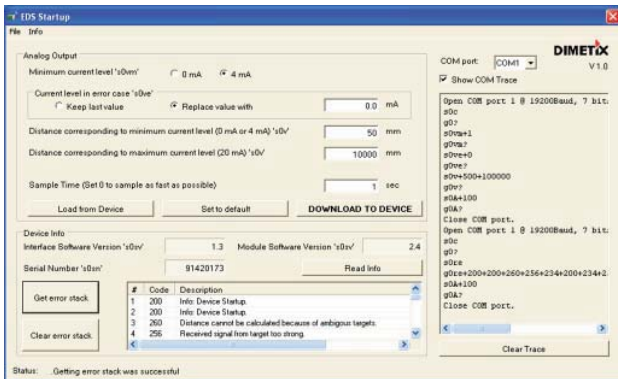 EDS Startup
File Info
DIMETIX
V 1.0
Analog Output
Minimum current level 's0vm' 0 mA 4 mA
Current level in error case 's0ve'
Keep last value Replace value with 0.0 mA
Distance corresponding to minimum current level (0 mA or 4 mA) 's0v' 50 mm
Distance corresponding to maximum current level (20 mA) 's0v' 10000 mm
Sample Time (Set 0 to sample as fast as possible) 1 sec
Load from Device Set to default DOWNLOAD TO DEVICE
Device Info
Interface Software Version 's0sv' 1.3 Module Software Version 's0sv' 2.4
Serial Number 's0sn' 91420173 Read Info
Get error stack
Clear error stack
# Code Description
1 200 Info: Device Startup.
2 200 Info: Device Startup.
3 260 Distance cannot be calculated because of ambigous targets.
4 256 Received signal from target too strong.
COM port: COM1
Show COM Trace
Open COM port 1 @ 19200Baud, 7 bit
s0c
g0?
s0vm+1
g0vm?
s0ve+0
g0ve?
s0v+500+100000
g0v?
s0A+100
g0A?
Close COM port.
Open COM port 1 @ 19200Baud, 7 bit
s0c
g0?
s0re
g0re+200+200+260+256+234+200+234+2
s0A+100
g0A?
Close COM port.
Clear Trace
Status: .Getting error stack was successful